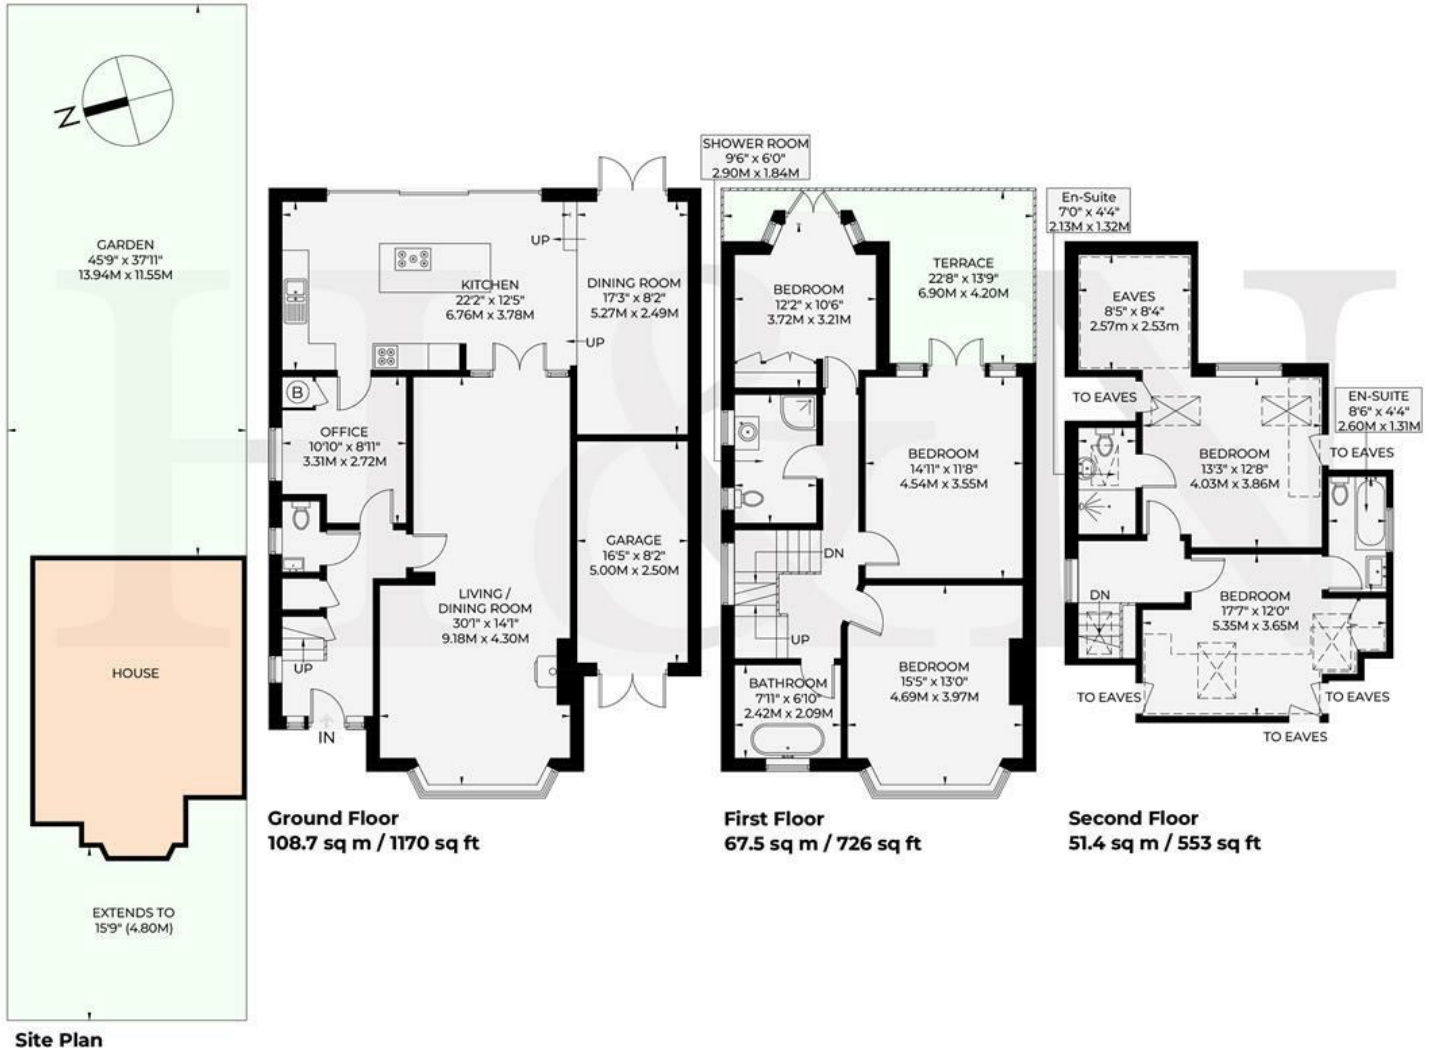 N
GARDEN
45'9" x 37'11"
13.94M x 11.55M
HOUSE
EXTENDS TO
15'9" (4.80M)
Site Plan
UP
KITCHEN
22'2" x 12'5"
6.76M x 3.78M
DINING ROOM
17'3" x 8'2"
5.27M x 2.49M
UP
B
OFFICE
10'10" x 8'11"
3.31M x 2.72M
GARAGE
16'5" x 8'2"
5.00M x 2.50M
LIVING /
DINING ROOM
30'1" x 14'1"
9.18M x 4.30M
UP
IN
Ground Floor
108.7 sq m / 1170 sq ft
SHOWER ROOM
9'6" x 6'0"
2.90M x 1.84M
BEDROOM
12'2" x 10'6"
3.72M x 3.21M
TERRACE
22'8" x 13'9
6.90M x 4.20M
BEDROOM
14'11" x 11'8
4.54M x 3.55M
DN
UP
BATHROOM
7'11" x 6'10"
2.42M x 2.09M
BEDROOM
15'5" x 13'0"
4.69M x 3.97M
First Floor
67.5 sq m / 726 sq ft
En-Suite
7'0" x 4'4"
2.13M x 1.32M
EAVES
8'5" x 8'4"
2.57m x 2.53m
TO EAVES
EN-SUITE
8'6" x 4'4"
2.60M x 1.31M
TO EAVES
BEDROOM
13'3" x 12'8"
4.03M x 3.86M
DN
BEDROOM
17'7" x 12'0"
5.35M x 3.65M
TO EAVES
TO EAVES
TO EAVES
Second Floor
51.4 sq m / 553 sq ft
H&N